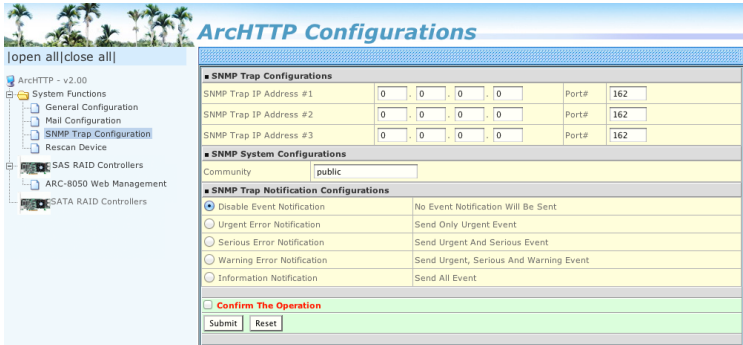 ArcHTTP Configurations
|open all|close all|
ArcHTTP - v2.00
System Functions
General Configuration
Mail Configuration
SNMP Trap Configuration
Rescan Device
SAS RAID Controllers
ARC-8050 Web Management
SATA RAID Controllers
SNMP Trap Configurations
SNMP Trap IP Address #1 0 . 0 . 0 . 0 Port# 162
SNMP Trap IP Address #2 0 . 0 . 0 . 0 Port# 162
SNMP Trap IP Address #3 0 . 0 . 0 . 0 Port# 162
SNMP System Configurations
Community public
SNMP Trap Notification Configurations
Disable Event Notification No Event Notification Will Be Sent
Urgent Error Notification Send Only Urgent Event
Serious Error Notification Send Urgent And Serious Event
Warning Error Notification Send Urgent, Serious And Warning Event
Information Notification Send All Event
Confirm The Operation
Submit Reset